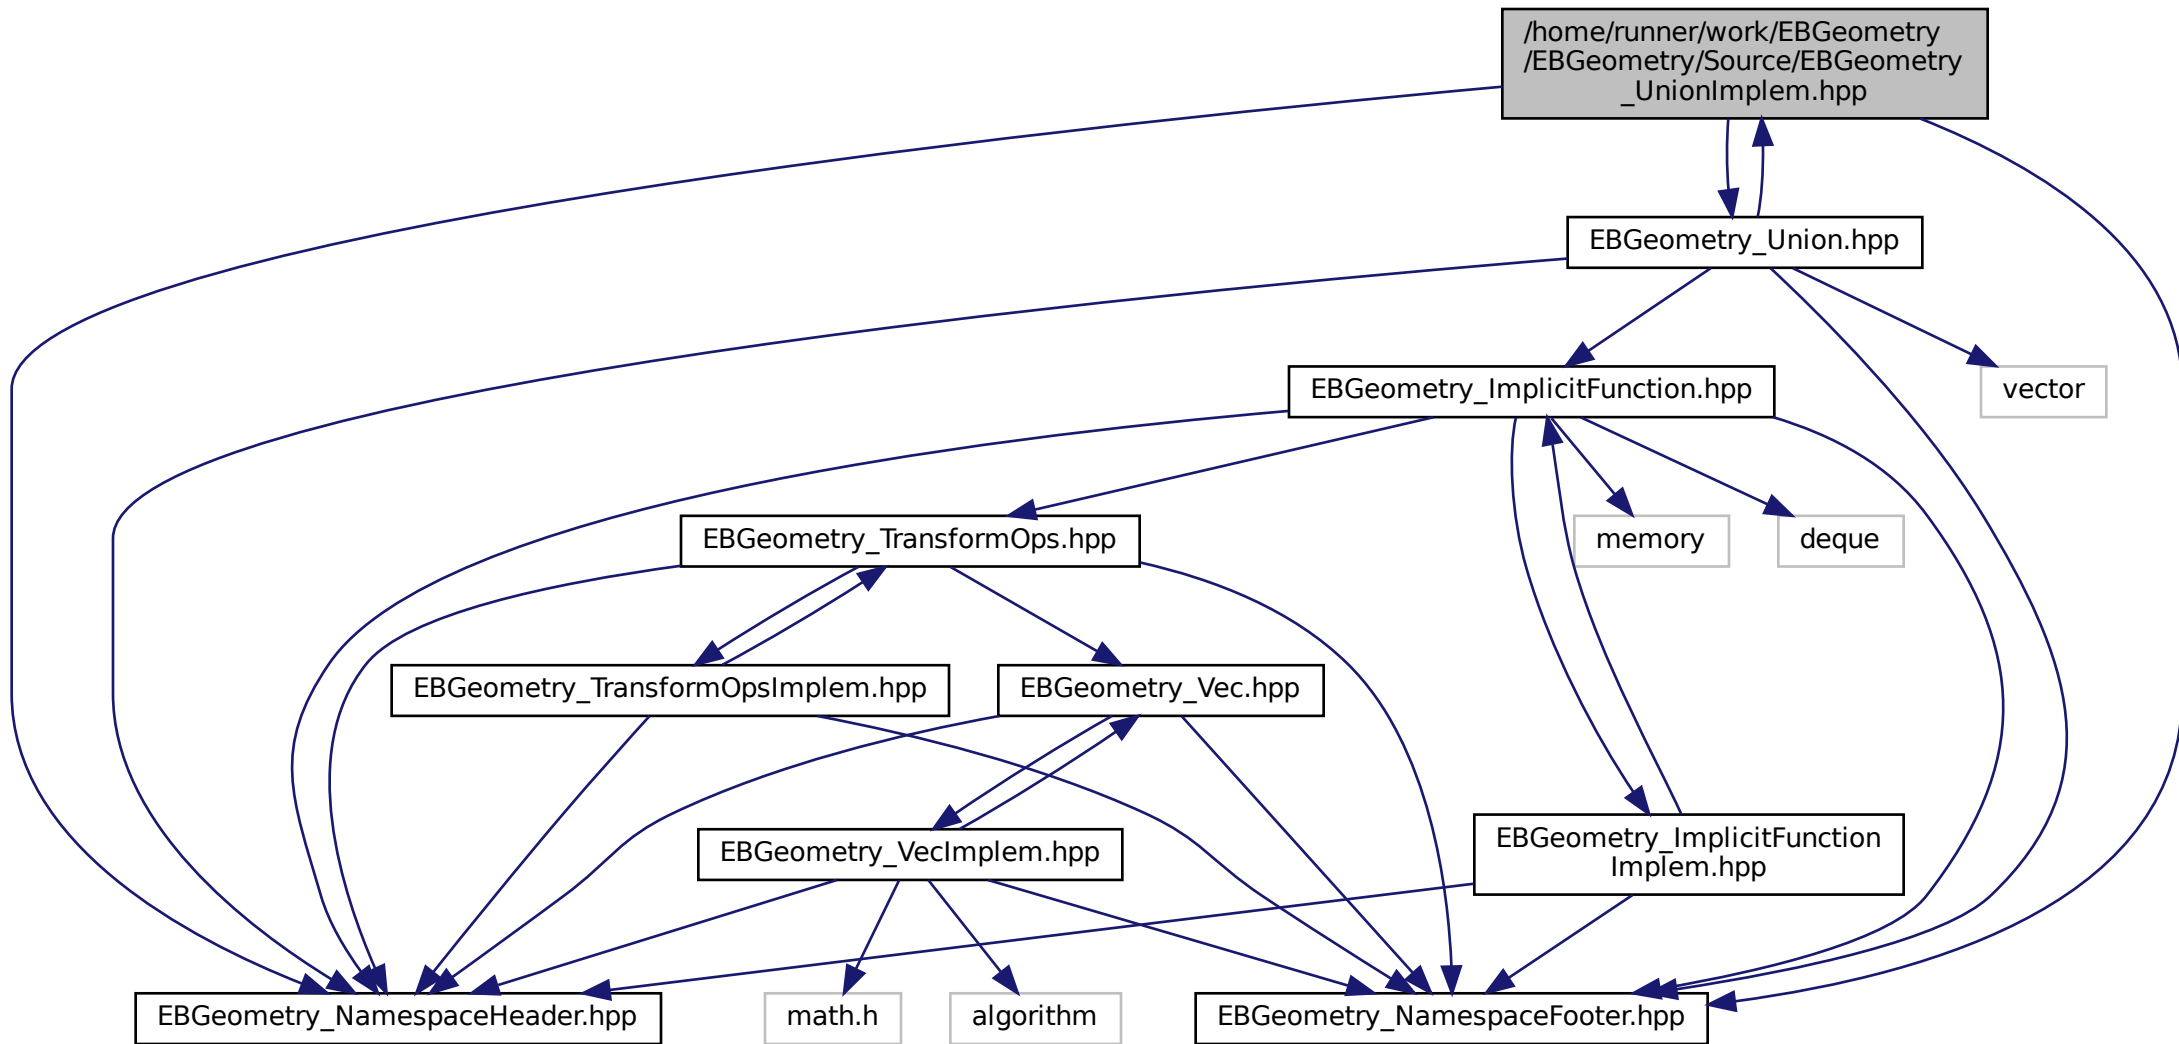 /home/runner/work/EBGeometry
/EBGeometry/Source/EBGeometry
_UnionImplem.hpp
EBGeometry_Union.hpp
EBGeometry_ImplicitFunction.hpp
vector
EBGeometry_TransformOps.hpp
memory
deque
EBGeometry_TransformOpsImplem.hpp
EBGeometry_Vec.hpp
EBGeometry_VecImplem.hpp
EBGeometry_ImplicitFunction
Implem.hpp
EBGeometry_NamespaceHeader.hpp
math.h
algorithm
EBGeometry_NamespaceFooter.hpp